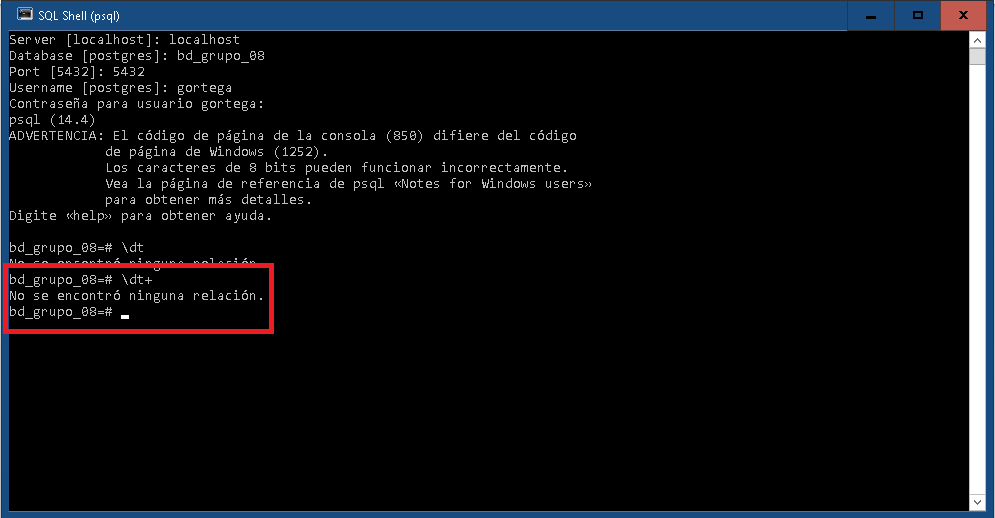 SQL Shell (psql)
Server [localhost]: localhost
Database [postgres]: bd_grupo_08
Port [5432]: 5432
Username [postgres]: gortega
Contraseña para usuario gortega:
psql (14.4)
ADVERTENCIA: El código de página de la consola (850) difiere del código
de página de Windows (1252).
Los caracteres de 8 bits pueden funcionar incorrectamente.
Vea la página de referencia de psql «Notes for Windows users»
para obtener más detalles.
Digite «help» para obtener ayuda.
bd_grupo_08=# \dt
No se encontró ninguna relación.
bd_grupo_08=# \dt+
No se encontró ninguna relación.
bd_grupo_08=#